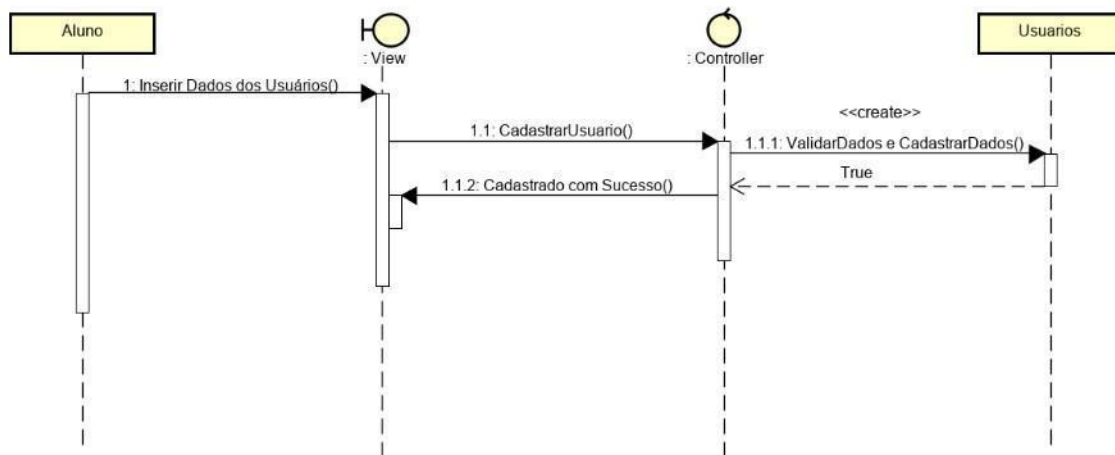 Aluno
: View
: Controller
Usuarios
1: Inserir Dados dos Usuários()
<<create>>
1.1: CadastrarUsuario()
1.1.1: ValidarDados e CadastrarDados()
True
1.1.2: Cadastrado com Sucesso()